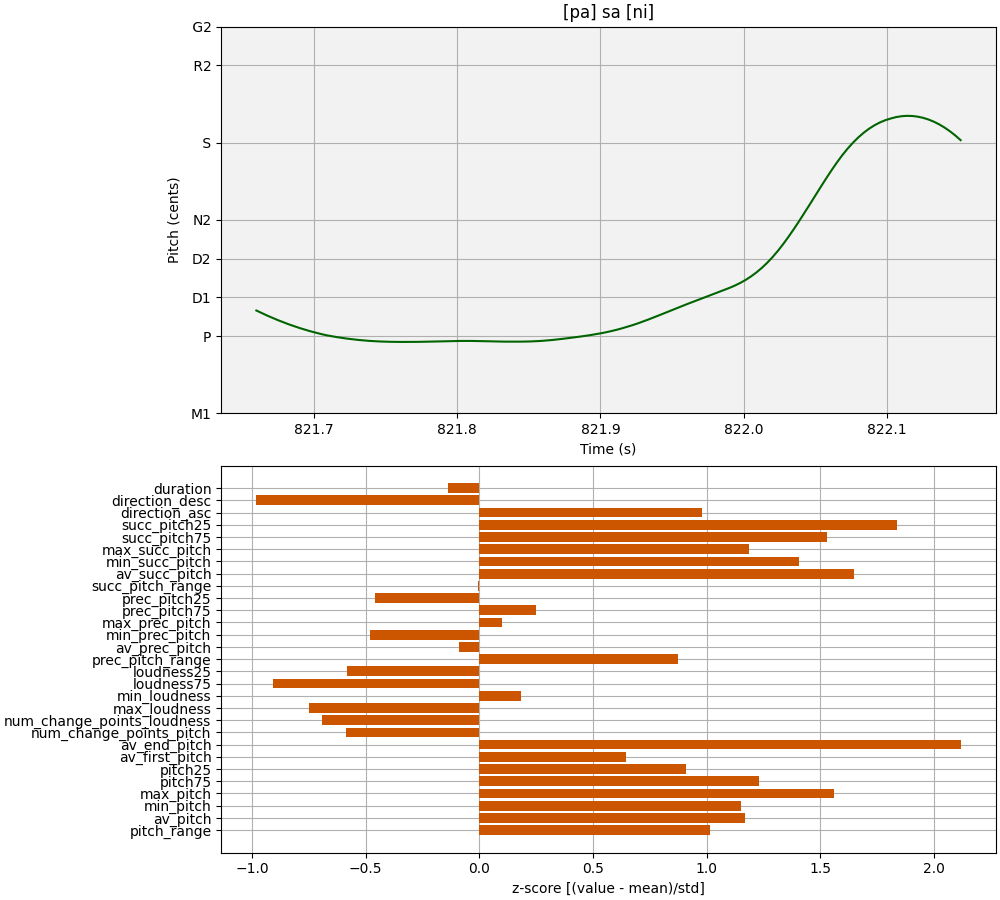 [pa] sa [ni]
G2
R2
S
N2
D2
D1
P
M1
Pitch (cents)
821.7 821.8 821.9 822.0 822.1
Time (s)
duration
direction_desc
direction_asc
succ_pitch25
succ_pitch75
max_succ_pitch
min_succ_pitch
av_succ_pitch
succ_pitch_range
prec_pitch25
prec_pitch75
max_prec_pitch
min_prec_pitch
av_prec_pitch
prec_pitch_range
loudness25
loudness75
min_loudness
max_loudness
num_change_points_loudness
num_change_points_pitch
av_end_pitch
av_first_pitch
pitch25
pitch75
max_pitch
min_pitch
av_pitch
pitch_range
−1.0 −0.5 0.0 0.5 1.0 1.5 2.0
z-score [(value - mean)/std]